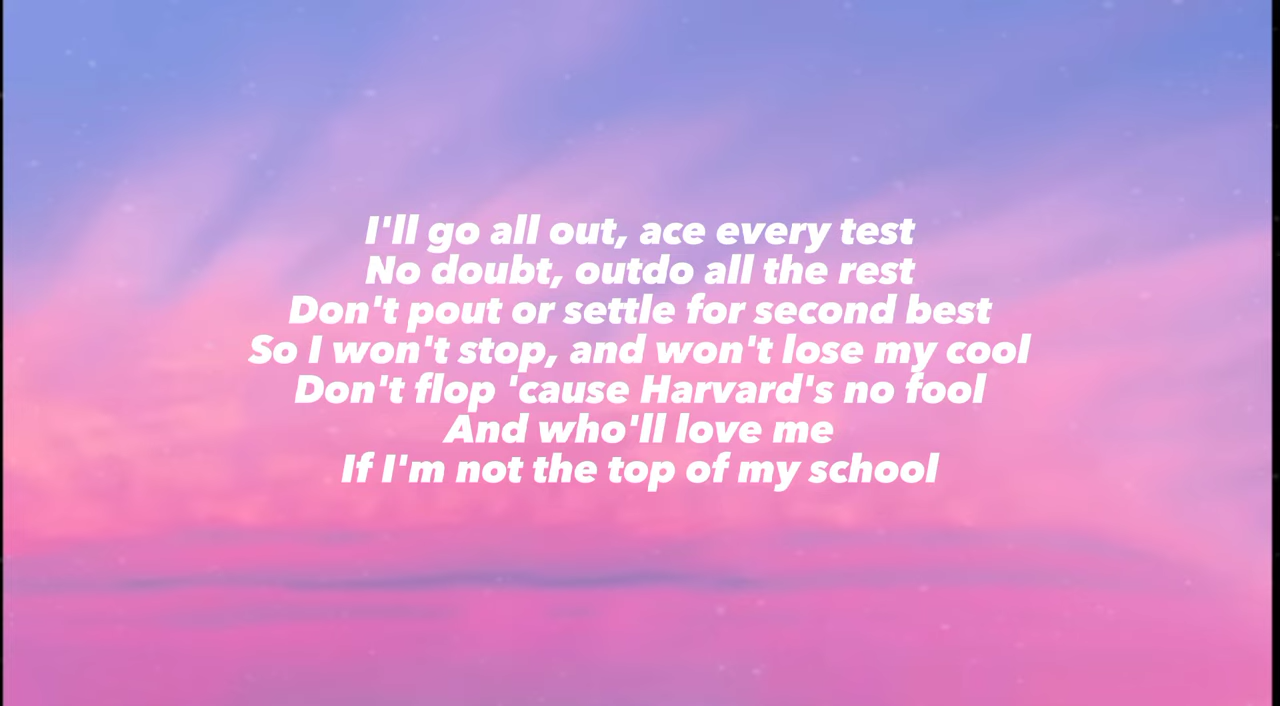 I'll go all out, ace every test
No doubt, outdo all the rest
Don't pout or settle for second best
So I won't stop, and won't lose my cool
Don't flop 'cause Harvard's no fool
And who'll love me
If I'm not the top of my school